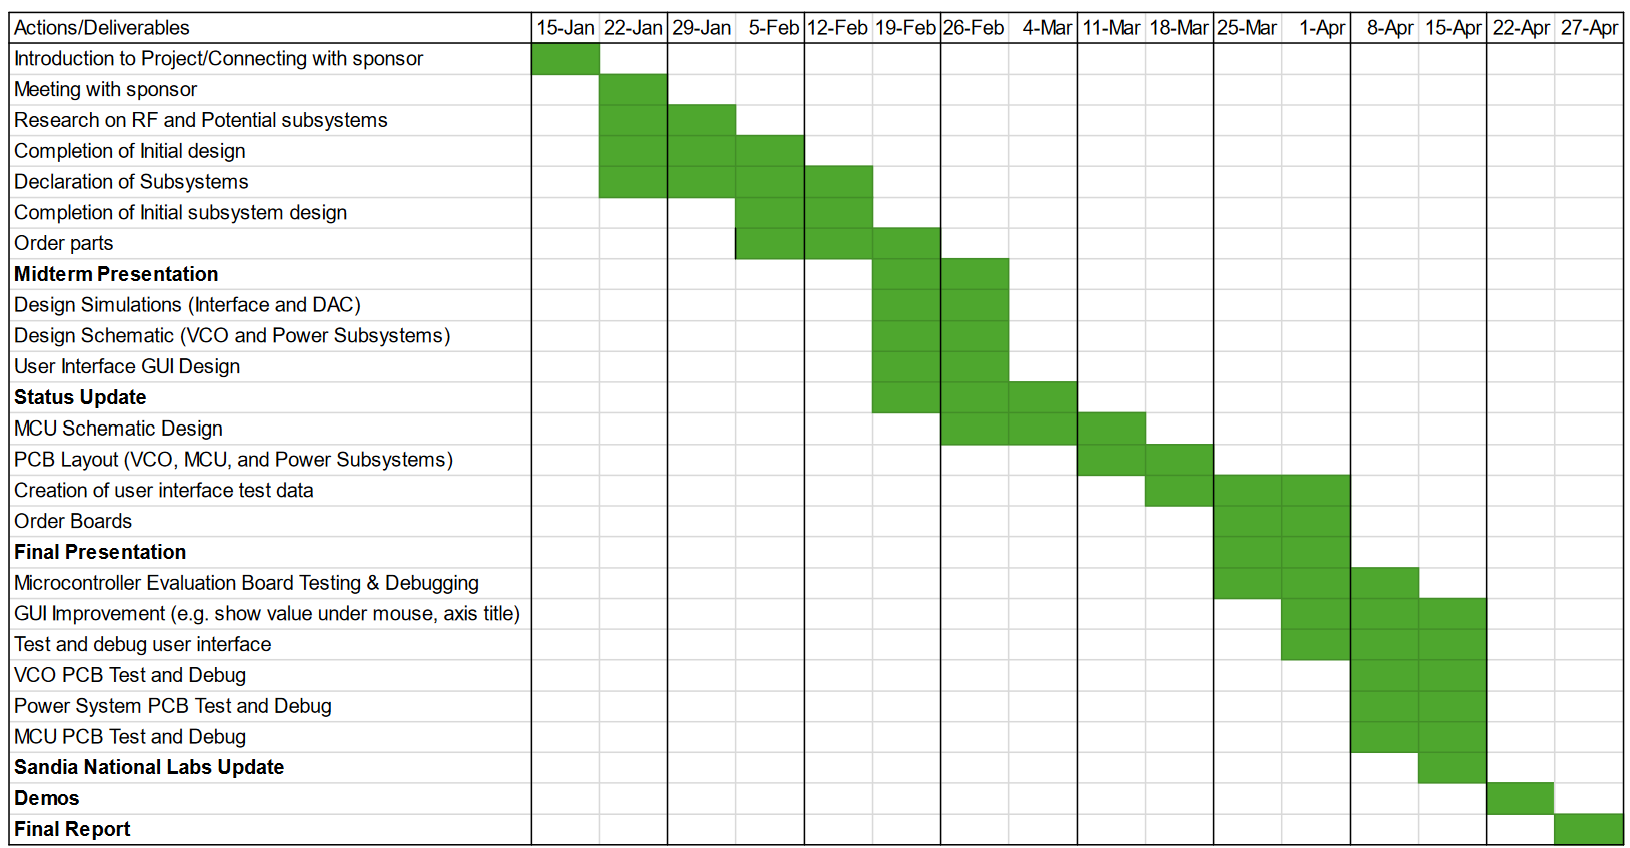 Actions/Deliverables 15-Jan 22-Jan 29-Jan 5-Feb 12-Feb 19-Feb 26-Feb 4-Mar 11-Mar 18-Mar 25-Mar 1-Apr 8-Apr 15-Apr 22-Apr 27-Apr
Introduction to Project/Connecting with sponsor
Meeting with sponsor
Research on RF and Potential subsystems
Completion of Initial design
Declaration of Subsystems
Completion of Initial subsystem design
Order parts
Midterm Presentation
Design Simulations (Interface and DAC)
Design Schematic (VCO and Power Subsystems)
User Interface GUI Design
Status Update
MCU Schematic Design
PCB Layout (VCO, MCU, and Power Subsystems)
Creation of user interface test data
Order Boards
Final Presentation
Microcontroller Evaluation Board Testing & Debugging
GUI Improvement (e.g. show value under mouse, axis title)
Test and debug user interface
VCO PCB Test and Debug
Power System PCB Test and Debug
MCU PCB Test and Debug
Sandia National Labs Update
Demos
Final Report